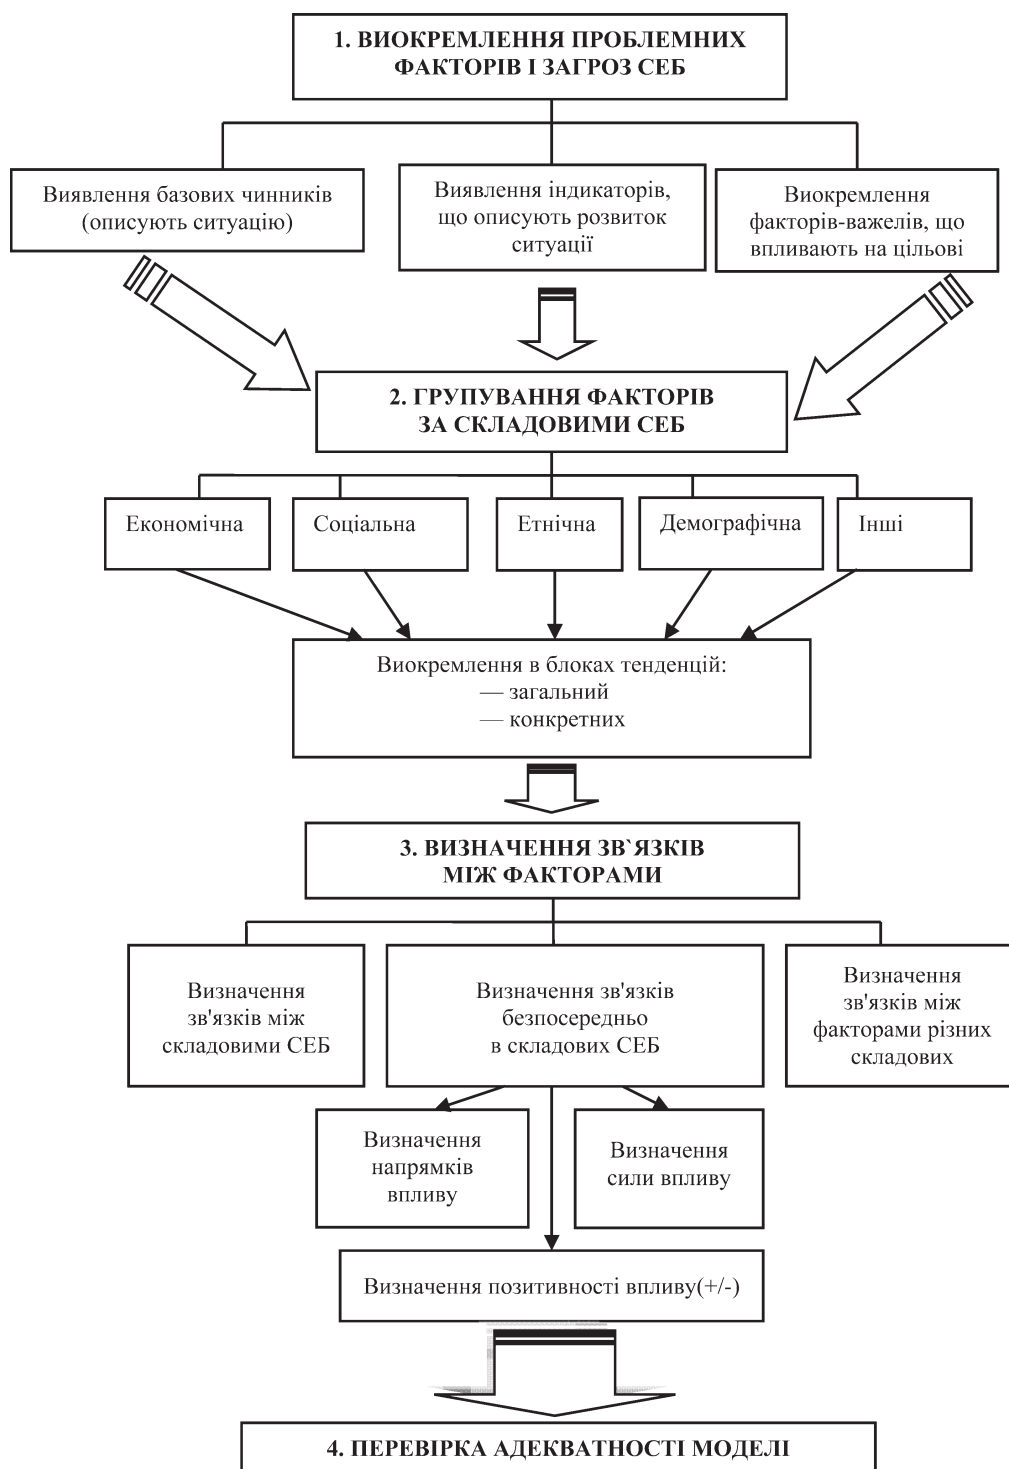 1. ВИОКРЕМЛЕННЯ ПРОБЛЕМНИХ
ФАКТОРІВ І ЗАГРОЗ СЕБ
Виявлення базових чинників
(описують ситуацію)
Виявлення індикаторів,
що описують розвиток
ситуації
Виокремлення
факторів-важелів, що
впливають на цільові
2. ГРУПУВАННЯ ФАКТОРІВ
ЗА СКЛАДОВИМИ СЕБ
Економічна
Соціальна
Етнічна
Демографічна
Інші
Виокремлення в блоках тенденцій:
— загальний
— конкретних
3. ВИЗНАЧЕННЯ ЗВ`ЯЗКІВ
МІЖ ФАКТОРАМИ
Визначення
зв'язків між
складовими СЕБ
Визначення зв'язків
безпосередньо
в складових СЕБ
Визначення
зв'язків між
факторами різних
складових
Визначення
напрямків
впливу
Визначення
сили впливу
Визначення позитивності впливу(+/-)
4. ПЕРЕВІРКА АДЕКВАТНОСТІ МОДЕЛІ